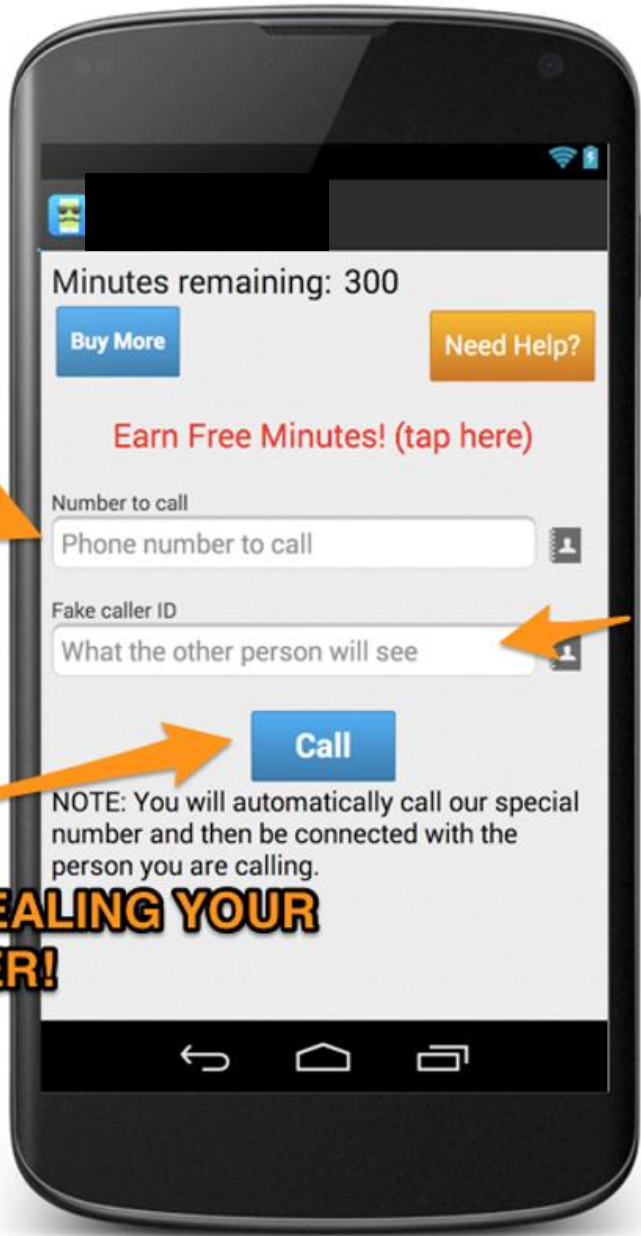 Minutes remaining: 300
Buy More
Need Help?
Earn Free Minutes! (tap here)
Number to call
Phone number to call
Fake caller ID
What the other person will see
Call
NOTE: You will automatically call our special
number and then be connected with the
person you are calling.
EALING YOUR
ER!